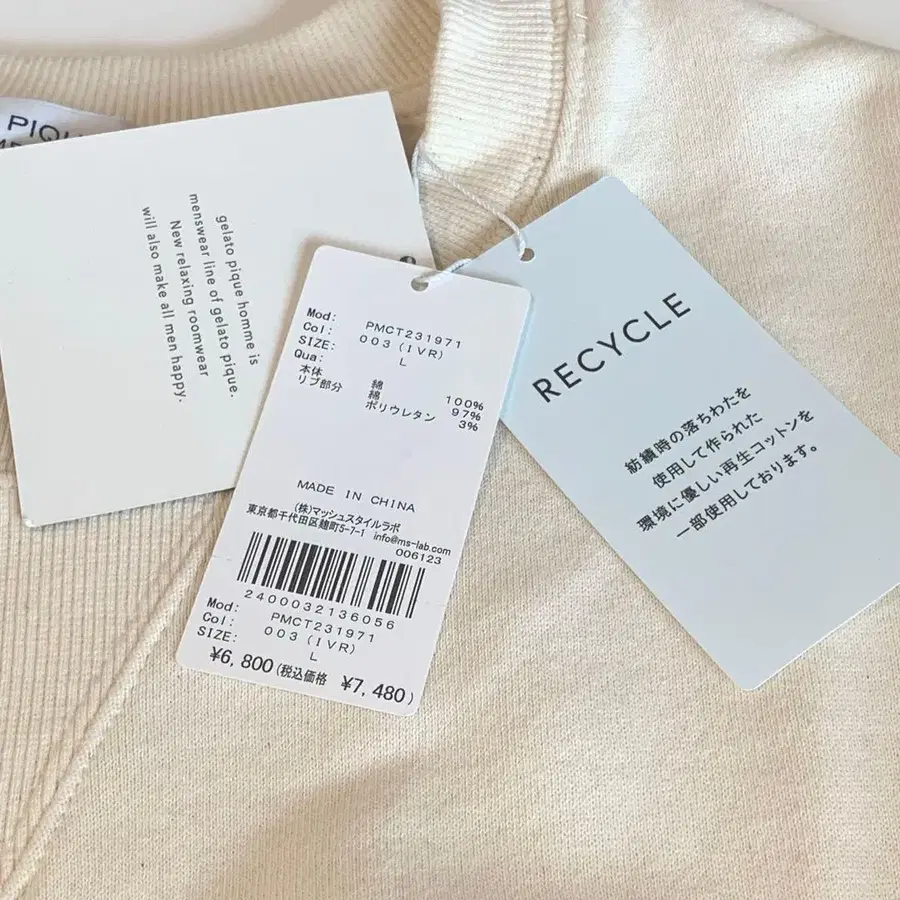 PIQU
gelato pique homme is
menswear line of gelato pique.
New relaxing roomwear
will also make all men happy.
Mod: PMCT231971
Col: 003(IVR)
SIZE: L
Qua:
本体 綿 100%
リブ部分 綿 97%
ポリウレタン 3%
MADE IN CHINA
(株)マッシュスタイルラボ
東京都千代田区麹町5-7-1 info@ms-lab.com
006123
2400032136056
Mod: PMCT231971
Col: 003(IVR)
SIZE: L
¥6,800(税込価格 ¥7,480)
RECYCLE
紡績時の落ちわたを
使用して作られた
環境に優しい再生コットンを
一部使用しております。